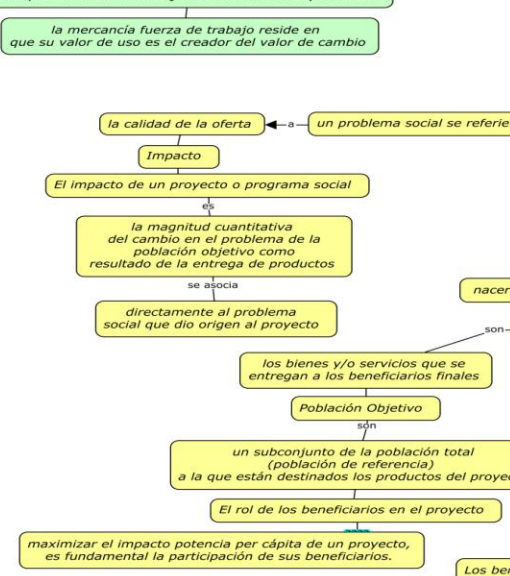 la mercancía fuerza de trabajo reside en
que su valor de uso es el creador del valor de cambio
la calidad de la oferta
a
un problema social se referie
Impacto
El impacto de un proyecto o programa social
es
la magnitud cuantitativa
del cambio en el problema de la
población objetivo como
resultado de la entrega de productos
se asocia
directamente al problema
social que dio origen al proyecto
nacer
son
los bienes y/o servicios que se
entregan a los beneficiarios finales
Población Objetivo
son
un subconjunto de la población total
(población de referencia)
a la que están destinados los productos del proye
El rol de los beneficiarios en el proyecto
maximizar el impacto potencia per cápita de un proyecto,
es fundamental la participación de sus beneficiarios.
Los ber